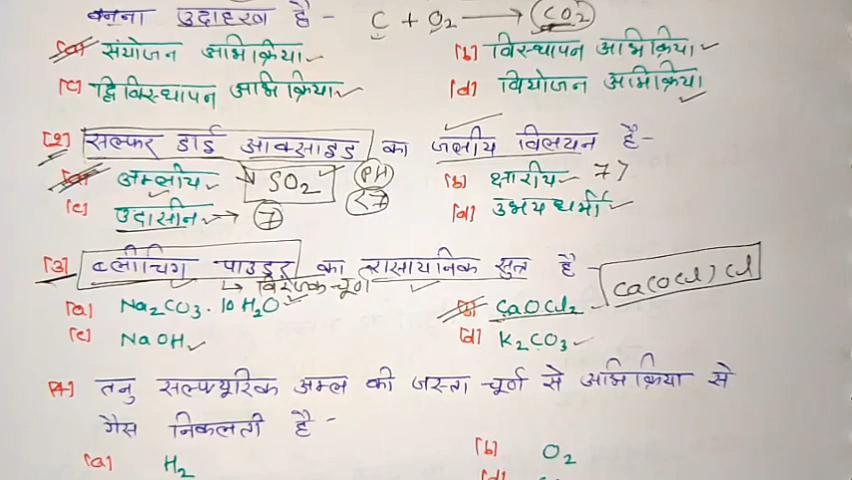 बनना उदाहरण है - C + O₂ → CO₂
(a) संयोजन अभिक्रिया (b) विस्थापन अभिक्रिया
(c) द्विविस्थापन अभिक्रिया (d) वियोजन अभिक्रिया
[2] सल्फर डाई आक्साइड का जलीय विलयन है-
(a) अम्लीय SO₂ PH <7 (b) क्षारीय 7>
(c) उदासीन → 7 (d) उभयधर्मी
[3] ब्लीचिंग पाउडर का रासायनिक सुत्र है - Ca(OCl)Cl
↳ विरंजक चूर्ण
(a) Na₂CO₃. 10H₂O (b) CaOCl₂
(c) NaOH (d) K₂CO₃
[4] तनु सल्फ्यूरिक अम्ल की जस्ता चूर्ण से अभिक्रिया से
गैस निकलती है -
(a) H₂ (b) O₂